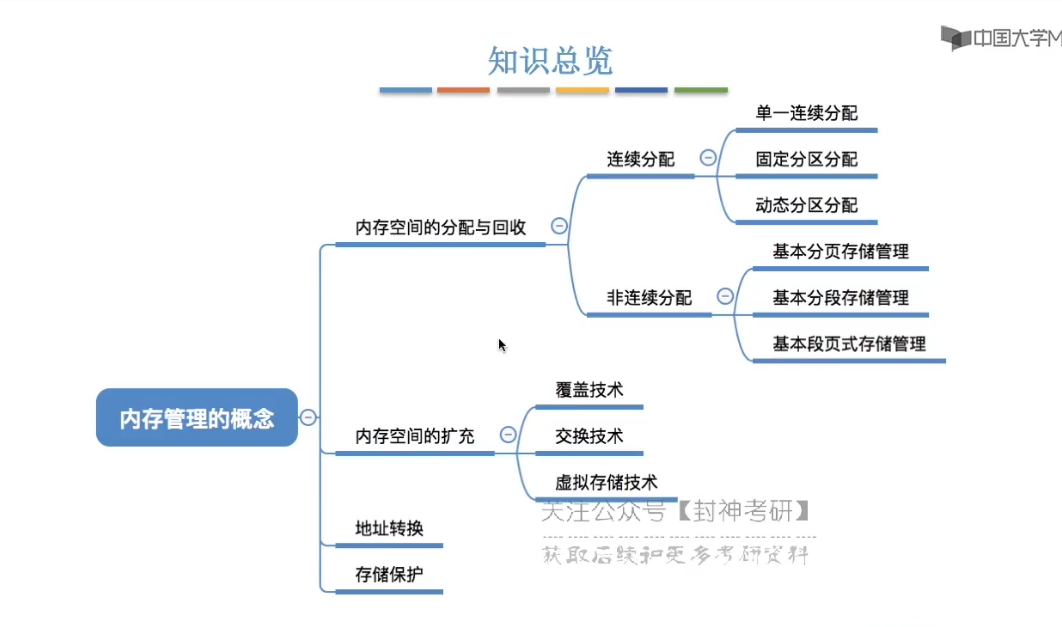 中国大学M
知识总览
单一连续分配
连续分配
固定分区分配
动态分区分配
内存空间的分配与回收
基本分页存储管理
非连续分配
基本分段存储管理
基本段页式存储管理
覆盖技术
内存管理的概念
内存空间的扩充
交换技术
虚拟存储技术
关注公众号【封神考研】
地址转换
获取后续和更多考研资料
存储保护